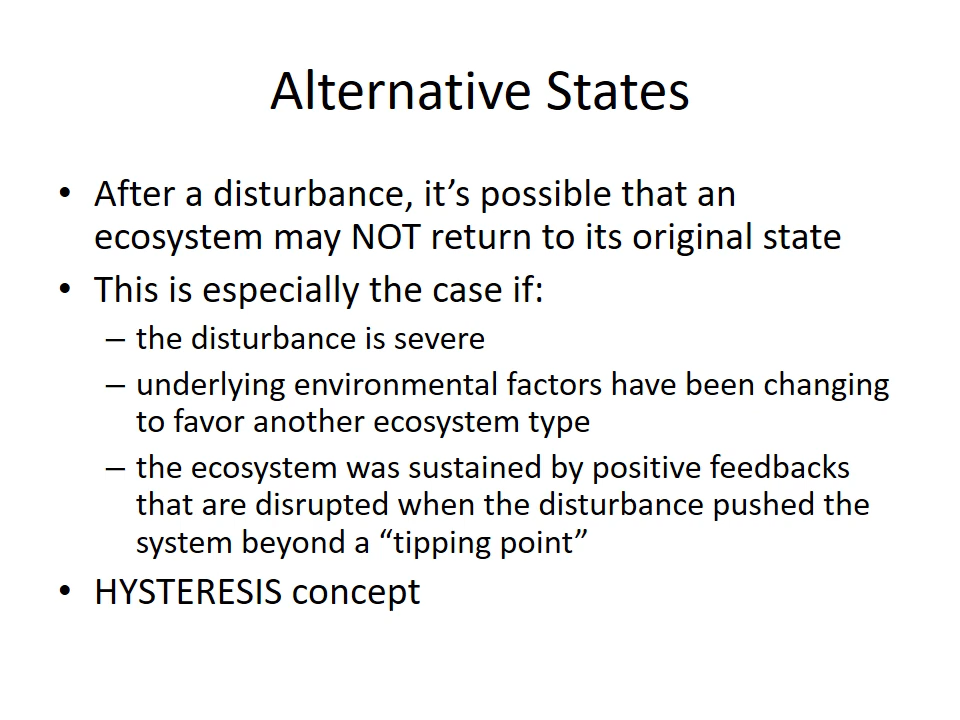 Alternative States
• After a disturbance, it’s possible that an
ecosystem may NOT return to its original state
• This is especially the case if:
– the disturbance is severe
– underlying environmental factors have been changing
to favor another ecosystem type
– the ecosystem was sustained by positive feedbacks
that are disrupted when the disturbance pushed the
system beyond a “tipping point”
• HYSTERESIS concept